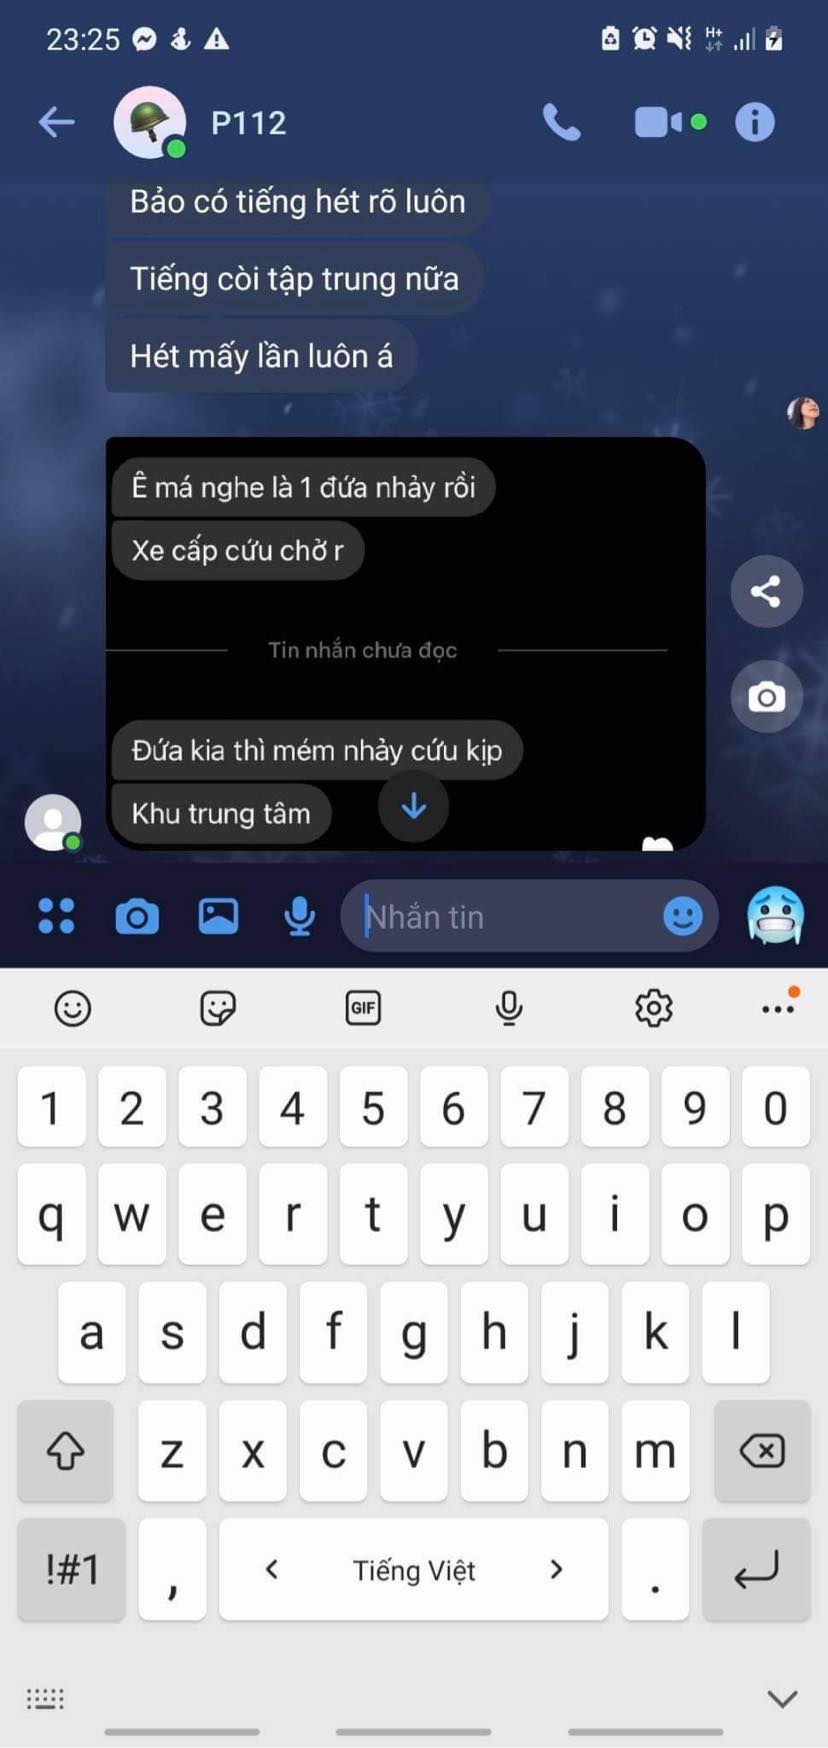 23:25
H+
P112
Bảo có tiếng hét rõ luôn
Tiếng còi tập trung nữa
Hét mấy lần luôn á
Ê má nghe là 1 đứa nhảy rồi
Xe cấp cứu chở r
Tin nhắn chưa đọc
Đứa kia thì mém nhảy cứu kịp
Khu trung tâm
Nhắn tin
GIF
1 2 3 4 5 6 7 8 9 0
q w e r t y u i o p
a s d f g h j k l
z x c v b n m
!#1 , < Tiếng Việt > .